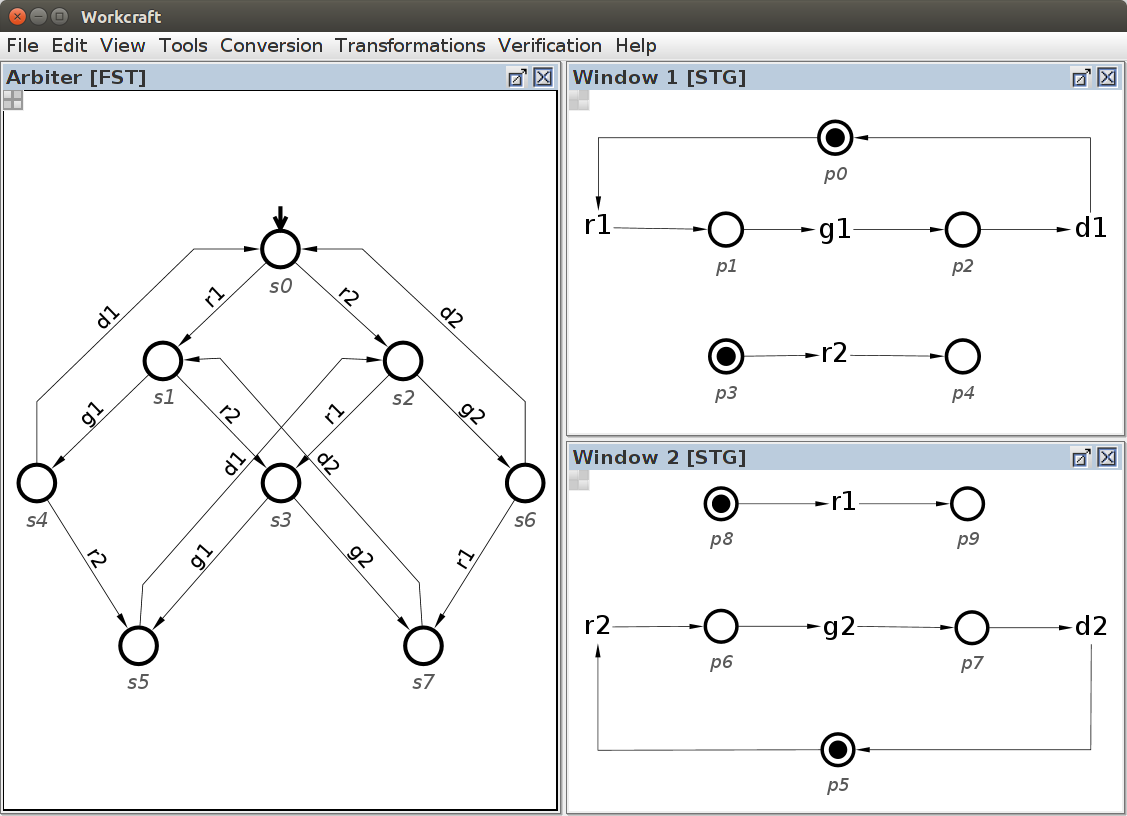 Workcraft
File Edit View Tools Conversion Transformations Verification Help
Arbiter [FST]
s0
d1
r1
r2
d2
s1
s2
g1
r2
r1
g2
d1
d2
s4
s3
s6
r2
g1
g2
r1
s5
s7
Window 1 [STG]
p0
r1
g1
d1
p1
p2
r2
p3
p4
Window 2 [STG]
r1
p8
p9
r2
g2
d2
p6
p7
p5